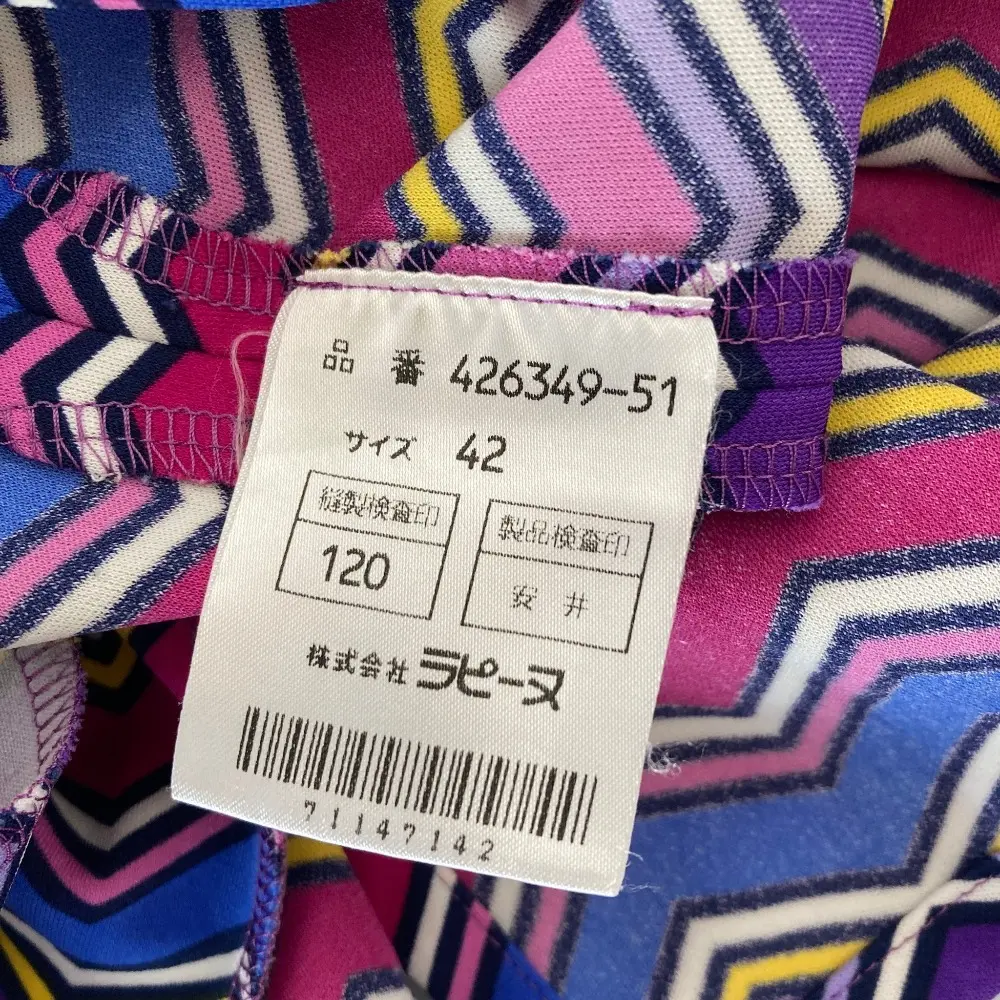 品番 426349-51
サイズ 42
縫製検査印
120
製品検査印
安井
株式会社 ラピーヌ
71147142